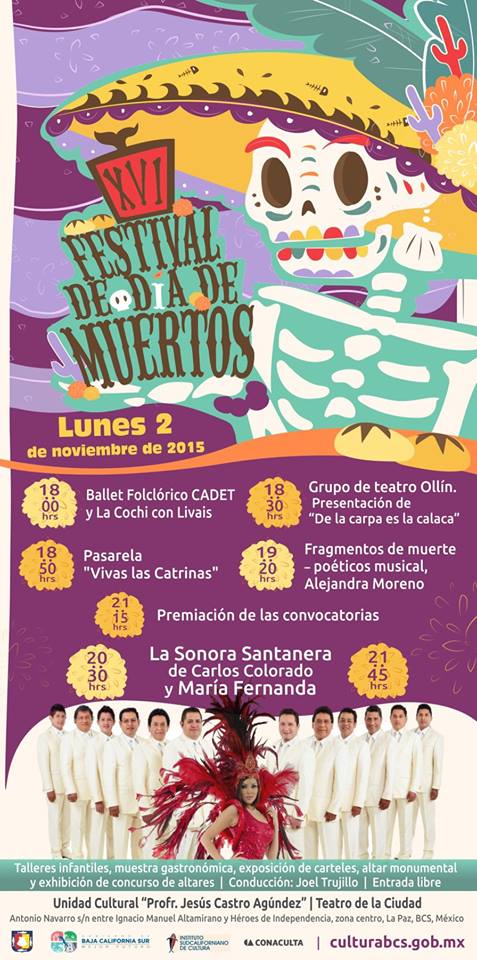 XVI
FESTIVAL
DE DÍA DE
MUERTOS
Lunes 2
de noviembre de 2015
18
00
hrs
Ballet Folclórico CADET
y La Cochi con Livais
18
30
hrs
Grupo de teatro Ollín.
Presentación de
“De la carpa es la calaca”
18
50
hrs
Pasarela
"Vivas las Catrinas"
19
20
hrs
Fragmentos de muerte
– poéticos musical,
Alejandra Moreno
21
15
hrs
Premiación de las convocatorias
20
30
hrs
La Sonora Santanera
de Carlos Colorado
y María Fernanda
21
45
hrs
Talleres infantiles, muestra gastronómica, exposición de carteles, altar monumental
y exhibición de concurso de altares | Conducción: Joel Trujillo | Entrada libre
Unidad Cultural “Profr. Jesús Castro Agúndez” | Teatro de la Ciudad
Antonio Navarro s/n entre Ignacio Manuel Altamirano y Héroes de Independencia, zona centro, La Paz, BCS, México
GOBIERNO DE
BAJA CALIFORNIA SUR
MEJOR FUTURO
INSTITUTO
SUDCALIFORNIANO
DE CULTURA
CONACULTA
| culturabcs.gob.mx